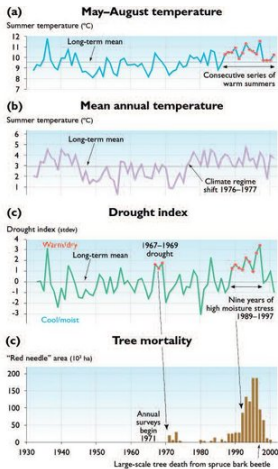 (a) May–August temperature
Summer temperature (°C)
12
11
10
9
8
7
6
Long-term mean
Consecutive series of
warm summers
(b) Mean annual temperature
Summer temperature (°C)
6
5
4
3
2
1
Long-term mean
Climate regime
shift 1976–1977
(c) Drought index
Drought index (stdev)
4
3
2
1
0
-1
-2
-3
Warm/dry
Long-term mean
1967–1969
drought
Cool/moist
Nine years of
high moisture stress
1989–1997
(c) Tree mortality
"Red needle" area (10³ ha)
200
150
100
50
0
Annual
surveys
begin
1971
1930 1940 1950 1960 1970 1980 1990 2000
Large-scale tree death from spruce bark beetle